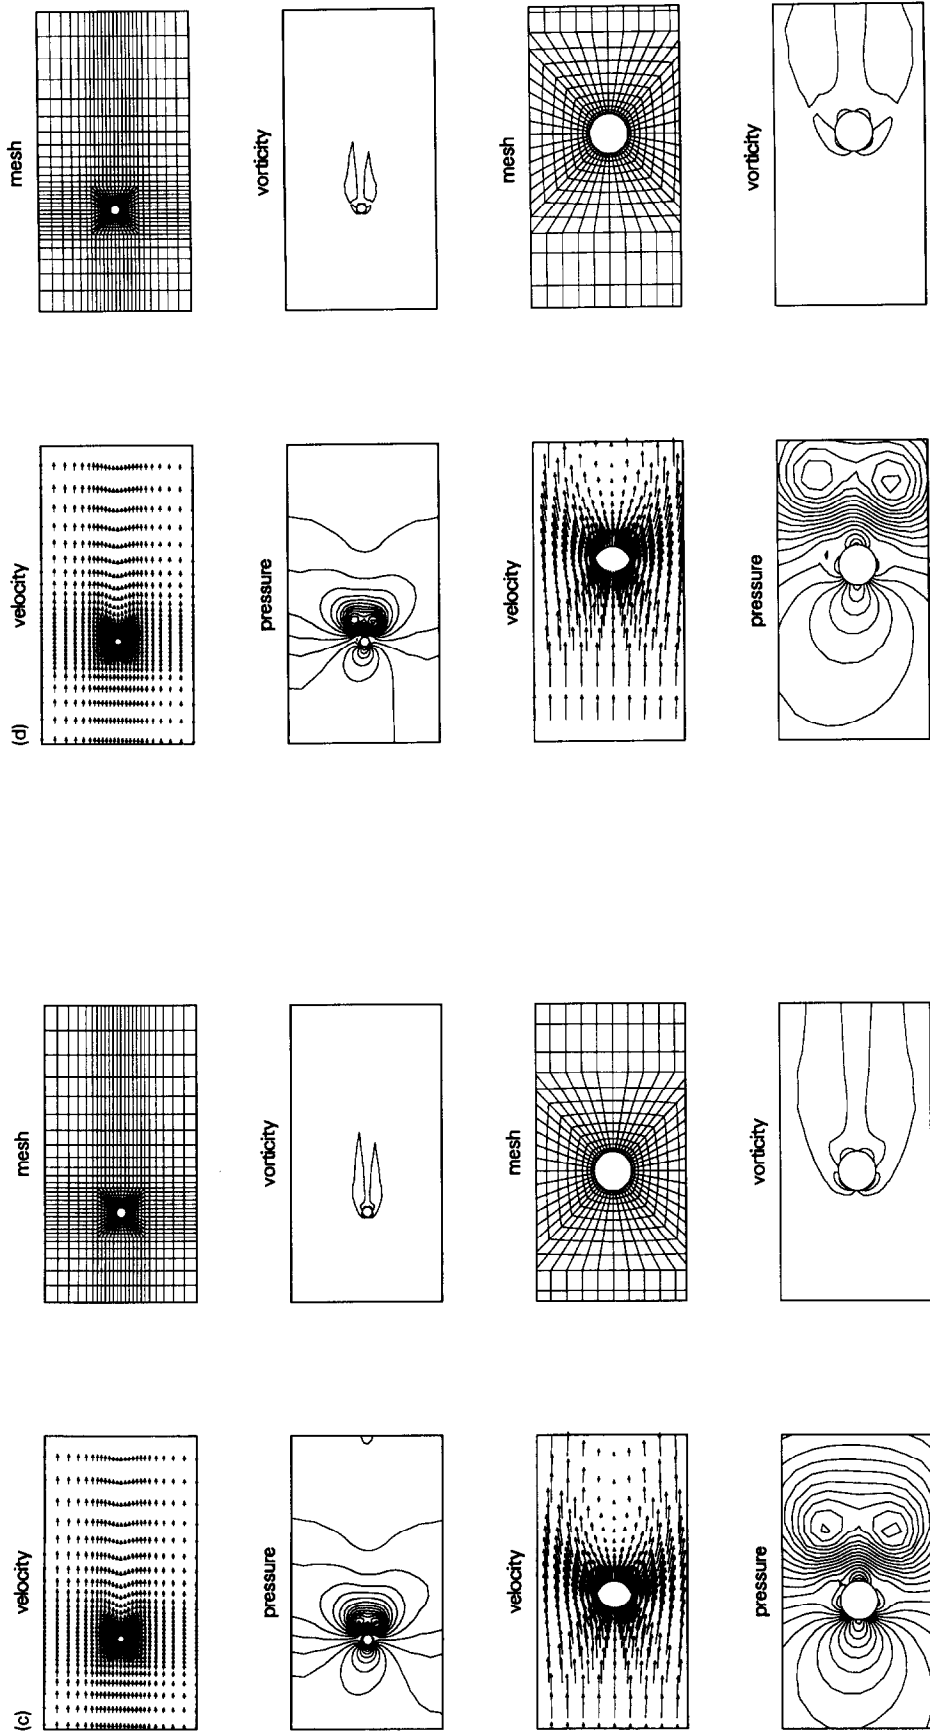 (d)
velocity
mesh
pressure
vorticity
velocity
mesh
pressure
vorticity
(c)
velocity
mesh
pressure
vorticity
velocity
mesh
pressure
vorticity